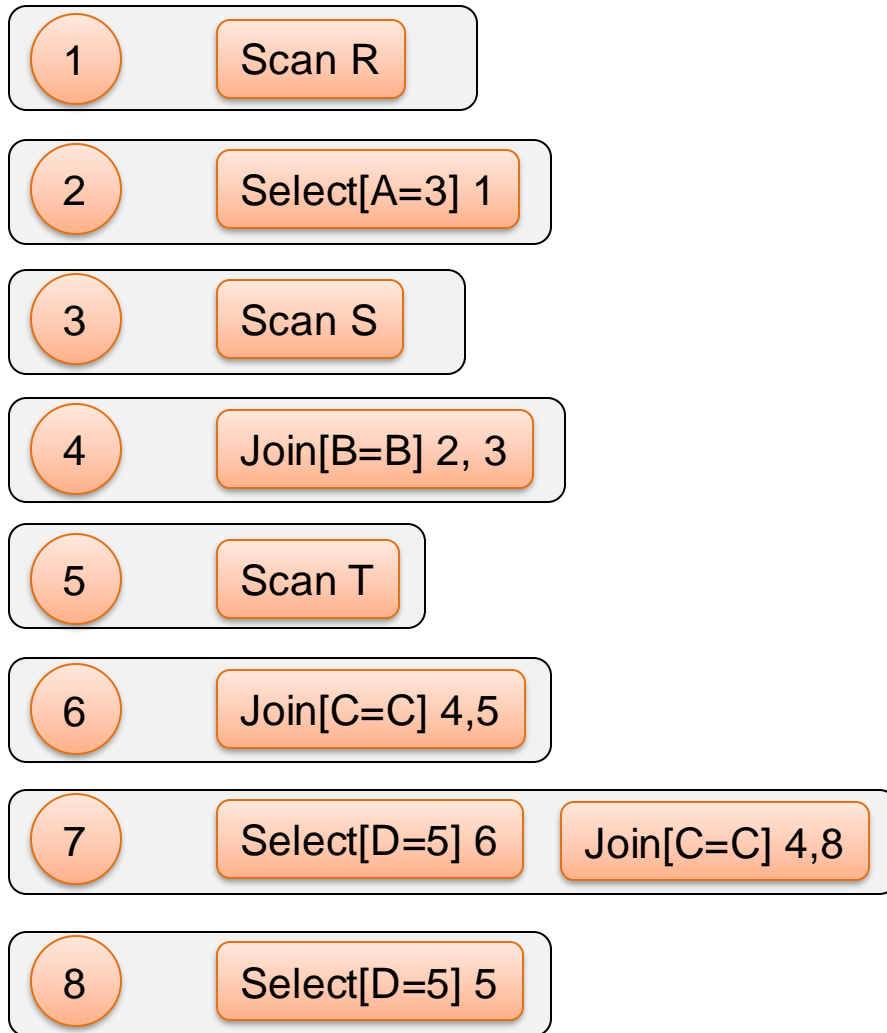 1 Scan R
2 Select[A=3] 1
3 Scan S
4 Join[B=B] 2, 3
5 Scan T
6 Join[C=C] 4,5
7 Select[D=5] 6 Join[C=C] 4,8
8 Select[D=5] 5